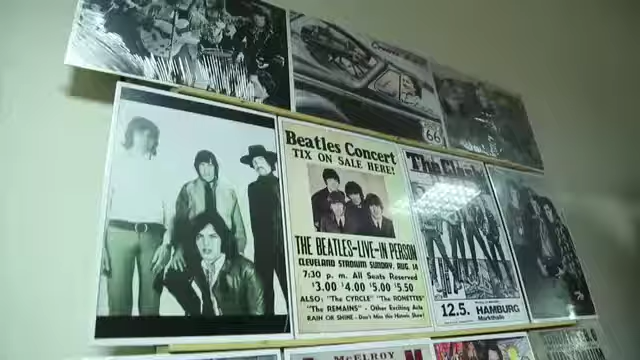 66
Beatles Concert
TIX ON SALE HERE!
THE BEATLES-LIVE-IN PERSON
CLEVELAND STADIUM SUNDAY, AUG. 14
7:30 p. m. All Seats Reserved
$3.00 $4.00 $5.00 $5.50
ALSO: "The CYRCLE" "The RONETTES"
"The REMAINS" - Other Exciting Acts
RAIN OR SHINE - Don't Miss this Historic Show!
The
12.5. HAMBURG
Markthalle
McELROY